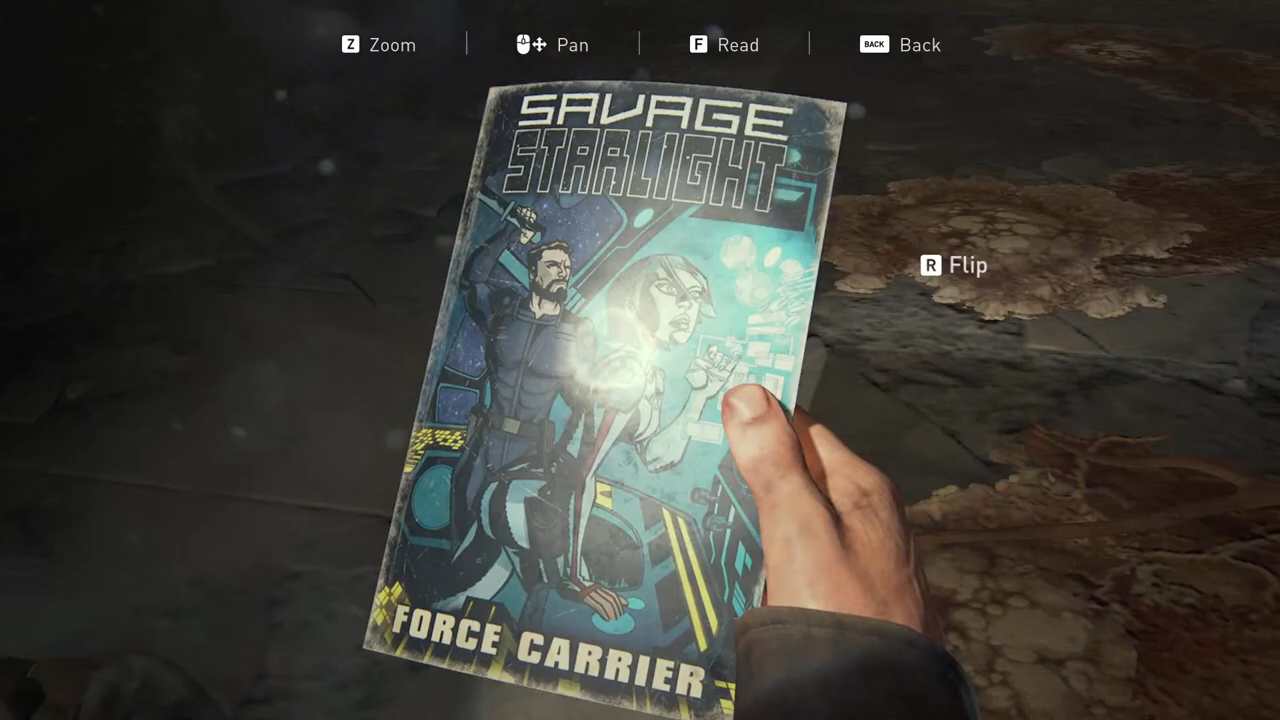 Z Zoom
Pan
F Read
BACK Back
SAVAGE
STARLIGHT
R Flip
FORCE CARRIER